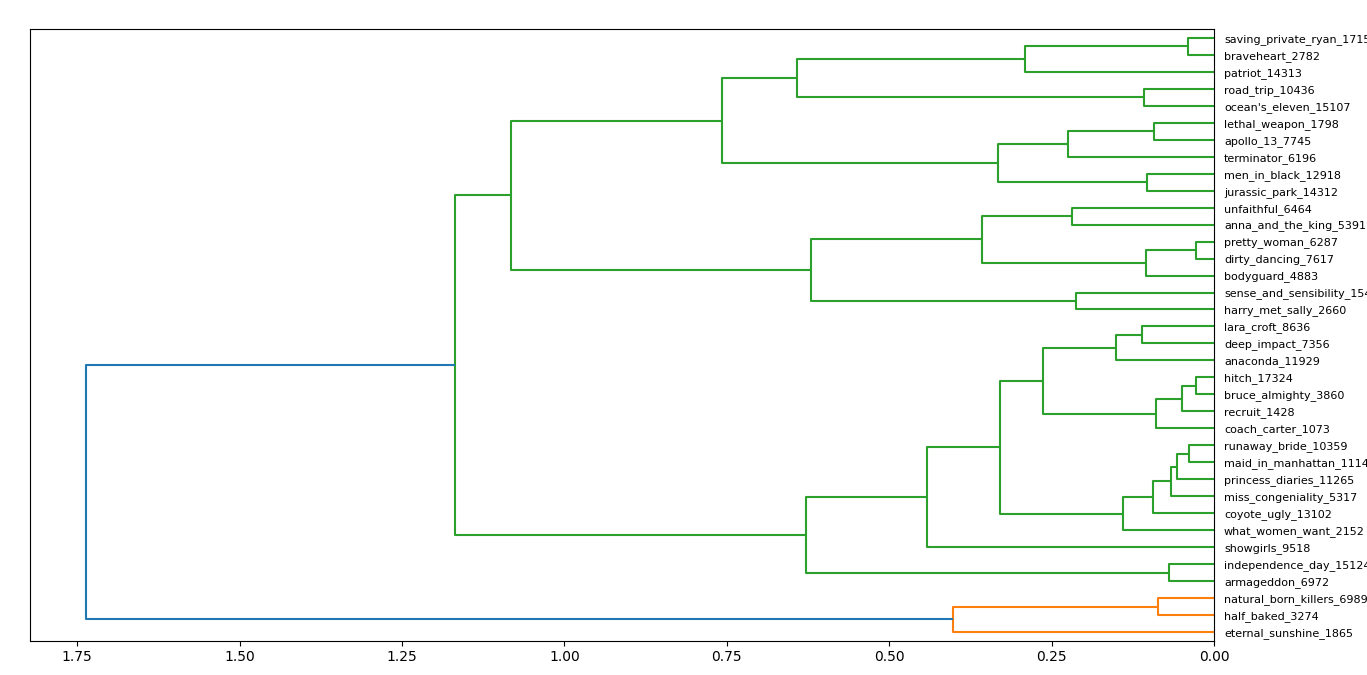 saving_private_ryan_1715
braveheart_2782
patriot_14313
road_trip_10436
ocean's_eleven_15107
lethal_weapon_1798
apollo_13_7745
terminator_6196
men_in_black_12918
jurassic_park_14312
unfaithful_6464
anna_and_the_king_5391
pretty_woman_6287
dirty_dancing_7617
bodyguard_4883
sense_and_sensibility_154
harry_met_sally_2660
lara_croft_8636
deep_impact_7356
anaconda_11929
hitch_17324
bruce_almighty_3860
recruit_1428
coach_carter_1073
runaway_bride_10359
maid_in_manhattan_1114
princess_diaries_11265
miss_congeniality_5317
coyote_ugly_13102
what_women_want_2152
showgirls_9518
independence_day_15124
armageddon_6972
natural_born_killers_6989
half_baked_3274
eternal_sunshine_1865
1.75 1.50 1.25 1.00 0.75 0.50 0.25 0.00